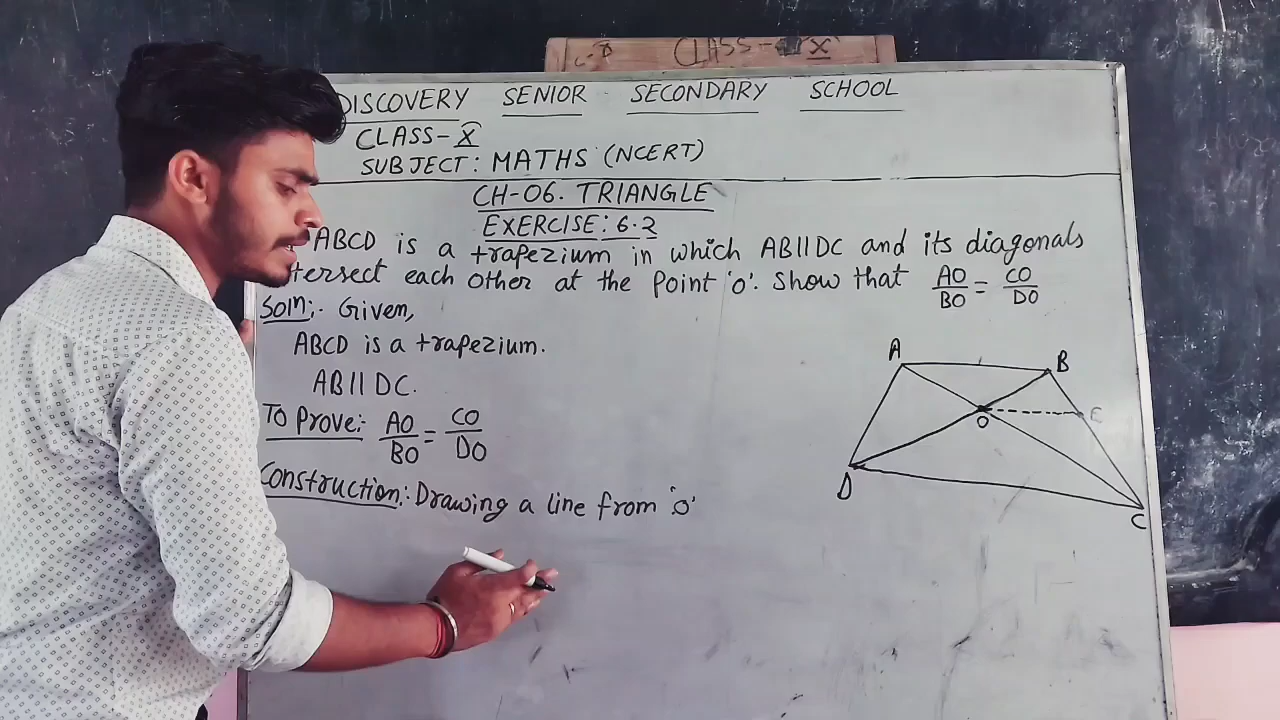 CLASS- X
DISCOVERY SENIOR SECONDARY SCHOOL
CLASS-X
SUBJECT: MATHS (NCERT)
CH-06. TRIANGLE
EXERCISE: 6.2
ABCD is a trapezium in which AB||DC and its diagonals
tersect each other at the Point 'O'. Show that AO/BO = CO/DO
Soln:- Given,
ABCD is a trapezium.
AB||DC.
To Prove:- AO/BO = CO/DO
Construction:- Drawing a line from 'O'
A
B
O
E
D
C